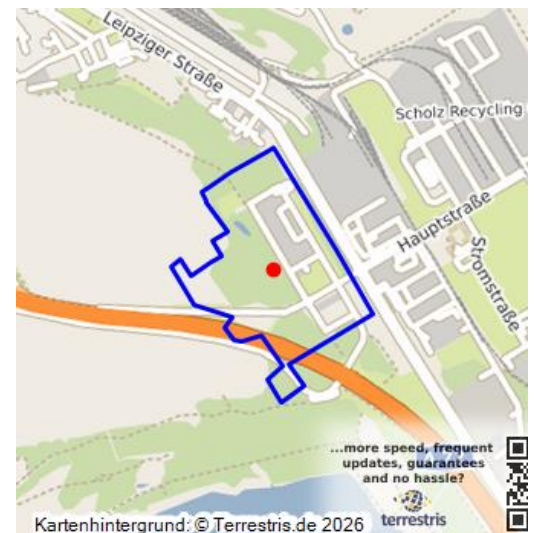 Leipziger Straße
Scholz Recycling
Hauptstraße
Stromstraße
...more speed, frequent
updates, guarantees
and no hassle?
terrestris
Kartenhintergrund: © Terrestris.de 2026